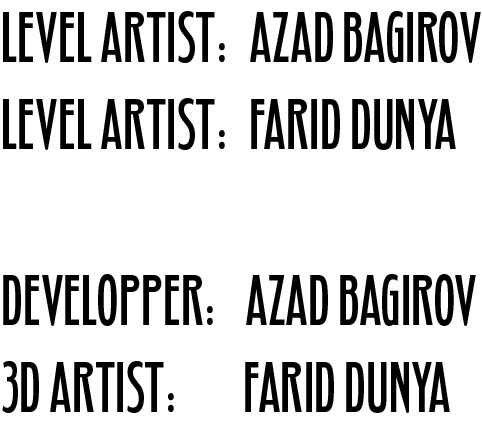 LEVEL ARTIST: AZAD BAGIROV
LEVEL ARTIST: FARID DUNYA
DEVELOPPER: AZAD BAGIROV
3D ARTIST: FARID DUNYA